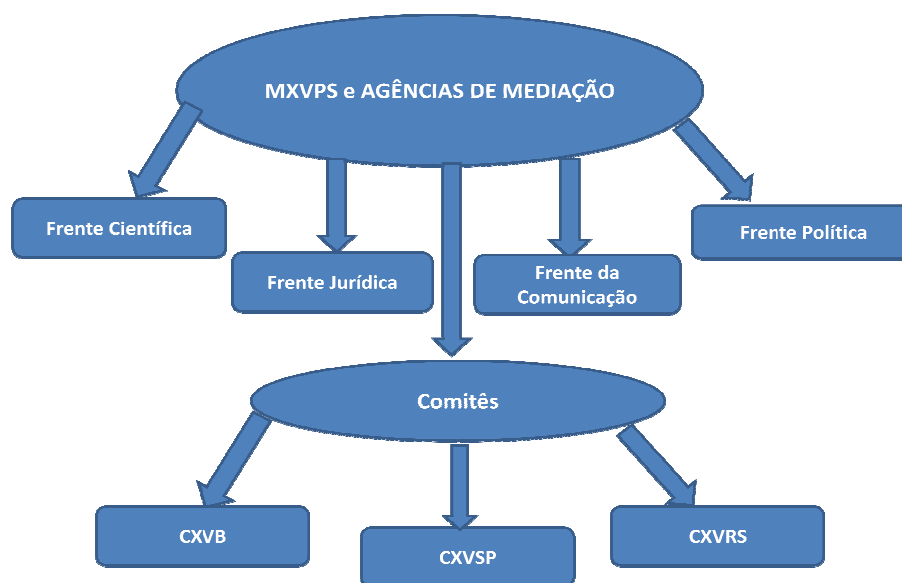 MXVPS e AGÊNCIAS DE MEDIAÇÃO
Frente Científica
Frente Jurídica
Frente da
Comunicação
Frente Política
Comitês
CXVB
CXVSP
CXVRS